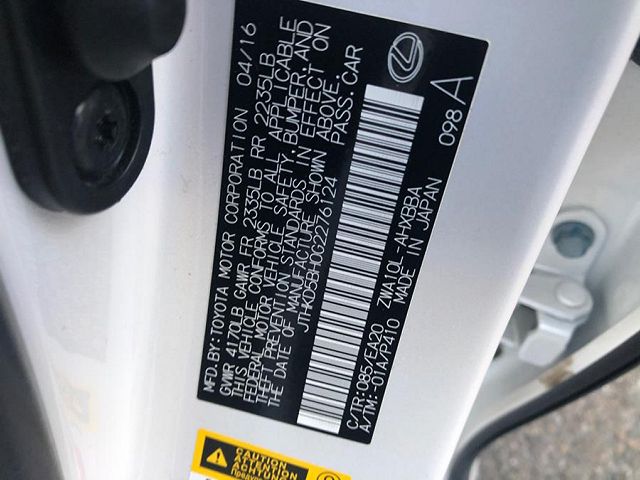 MFD.BY:TOYOTA MOTOR CORPORATION 04/16
GVWR 4170LB GAWR FR 2335LB RR 2235LB
THIS VEHICLE CONFORMS TO ALL APPLICABLE
FEDERAL MOTOR VEHICLE SAFETY, BUMPER, AND
THEFT PREVENTION STANDARDS IN EFFECT ON
THE DATE OF MANUFACTURE SHOWN ABOVE.
JTHKD5BH0G2276124 PASS.CAR
C/TR:085/EA20 ZWA10L-AHXBBA 098A
A/TM:-01A/P410 MADE IN JAPAN
CAUTION
ATTENTION
ACHTUNG